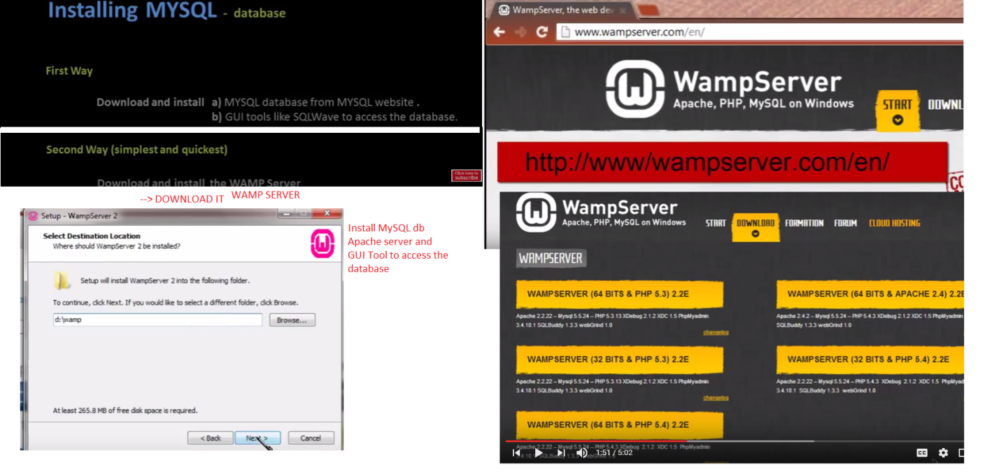 Installing MYSQL - database
First Way
Download and install a) MYSQL database from MYSQL website .
b) GUI tools like SQLWave to access the database.
Second Way (simplest and quickest)
Download and install the WAMP Server
Click here to
subscribe
--> DOWNLOAD IT WAMP SERVER
Setup - WampServer 2
Select Destination Location
Where should WampServer 2 be installed?
Setup will install WampServer 2 into the following folder.
To continue, click Next. If you would like to select a different folder, click Browse.
d:\wamp
Browse...
At least 265.8 MB of free disk space is required.
< Back
Next >
Cancel
Install MySQL db
Apache server and
GUI Tool to access the
database
WampServer, the web dev
www.wampserver.com/en/
WampServer
Apache, PHP, MySQL on Windows
START DOWNL
http://www/wampserver.com/en/
CO
WampServer
Apache, PHP, MySQL on Windows
START DOWNLOAD FORMATION FORUM CLOUD HOSTING
WAMPSERVER
WAMPSERVER (64 BITS & PHP 5.3) 2.2E
Apache 2.2.22 – Mysql 5.5.24 – PHP 5.3.13 XDebug 2.1.2 XDC 1.5 PhpMyadmin
3.4.10.1 SQLBuddy 1.3.3 webGrind 1.0
changelog
WAMPSERVER (64 BITS & APACHE 2.4) 2.2E
Apache 2.4.2 – Mysql 5.5.24 – PHP 5.4.3 XDebug 2.1.2 XDC 1.5 PhpMyadmin
3.4.10.1 SQLBuddy 1.3.3 webGrind 1.0
WAMPSERVER (32 BITS & PHP 5.3) 2.2E
Apache 2.2.22 – Mysql 5.5.24 – PHP 5.3.13 XDebug 2.1.2 XDC 1.5 PhpMyadmin
3.4.10.1 SQLBuddy 1.3.3 webGrind 1.0
changelog
WAMPSERVER (32 BITS & PHP 5.4) 2.2E
Apache 2.2.22 – Mysql 5.5.24 – PHP 5.4.3 XDebug 2.1.2 XDC 1.5 PhpMyad
3.4.10.1 SQLBuddy 1.3.3 webGrind 1.0
WAMPSERVER (64 BITS & PHP 5.4) 2.2E
Apache 2.2.22 – Mysql 5.5.24 – PHP 5.4.3 XDebug 2.1.2 XDC 1.5 PhpMyadmin
1:51 / 5:02
CC